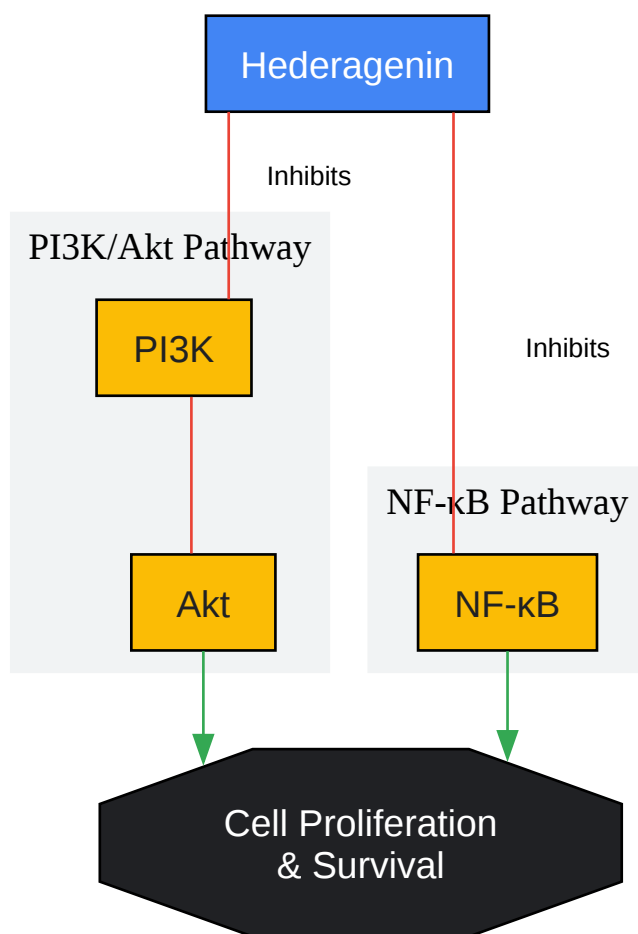 Hederagenin
Inhibits
PI3K/Akt Pathway
PI3K
Inhibits
NF-κB Pathway
Akt
NF-κB
Cell Proliferation
& Survival